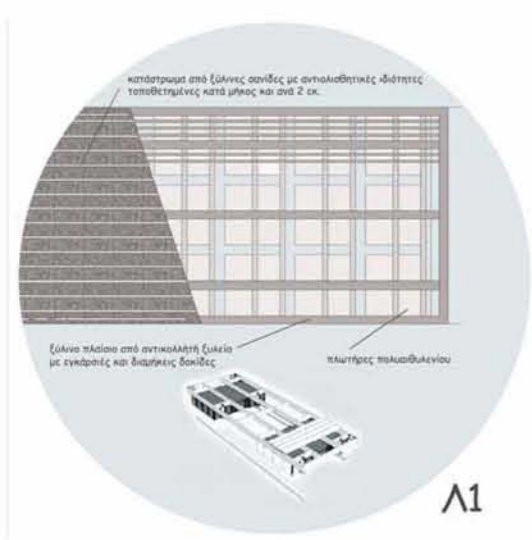 κατάστρωμα από ξύλινες σανίδες με αντιολισθητικές ιδιότητες
τοποθετημένες κατά μήκος και ανά 2 εκ.
ξύλινο πλαίσιο από αντικολλητή ξυλεία
με εγκάρσιές και διαμήκεις δοκίδες
πλωτήρες πολυαιθυλενίου
Λ1